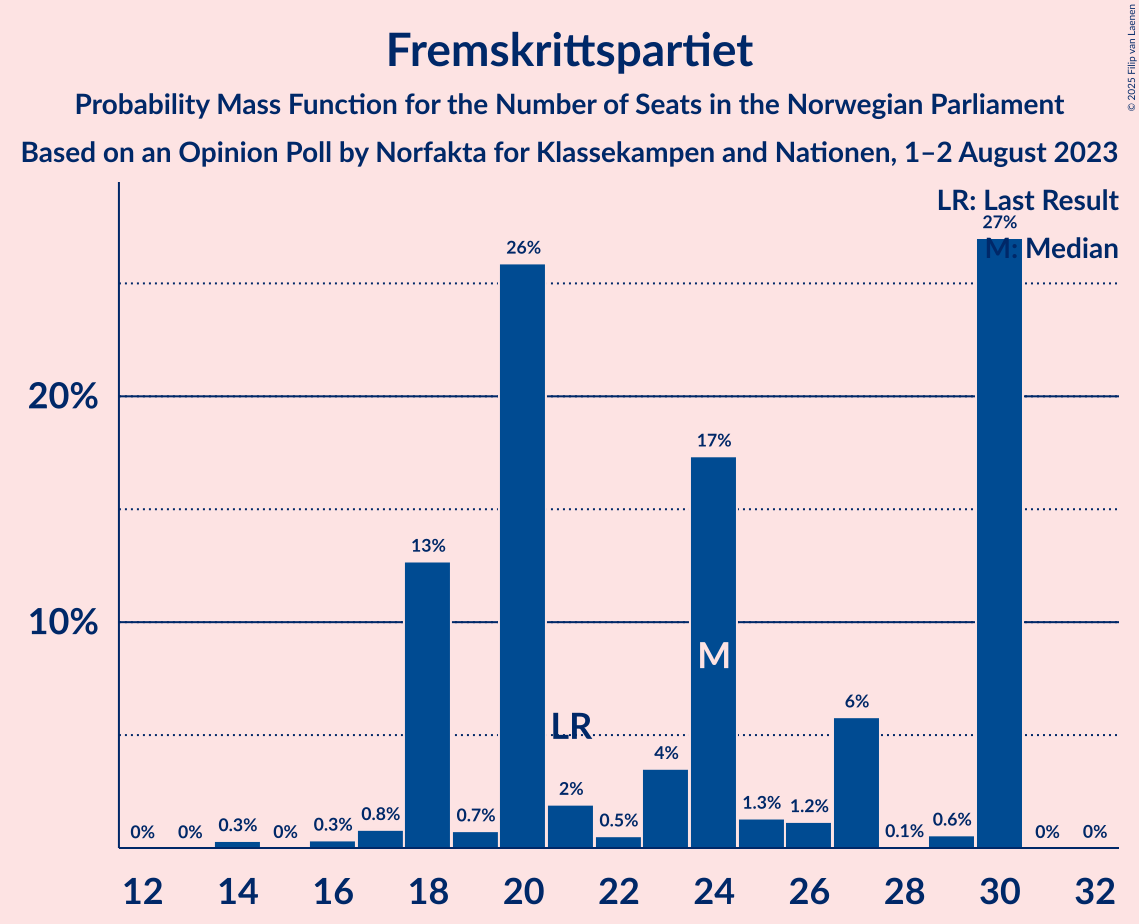 Fremskrittspartiet
Probability Mass Function for the Number of Seats in the Norwegian Parliament
Based on an Opinion Poll by Norfakta for Klassekampen and Nationen, 1–2 August 2023
© 2025 Filip van Laenen
LR: Last Result
M: Median
20%
10%
0%
0%
0.3%
0%
0.3%
0.8%
13%
0.7%
26%
2%
0.5%
4%
17%
1.3%
1.2%
6%
0.1%
0.6%
27%
0%
0%
LR
M
12 14 16 18 20 22 24 26 28 30 32